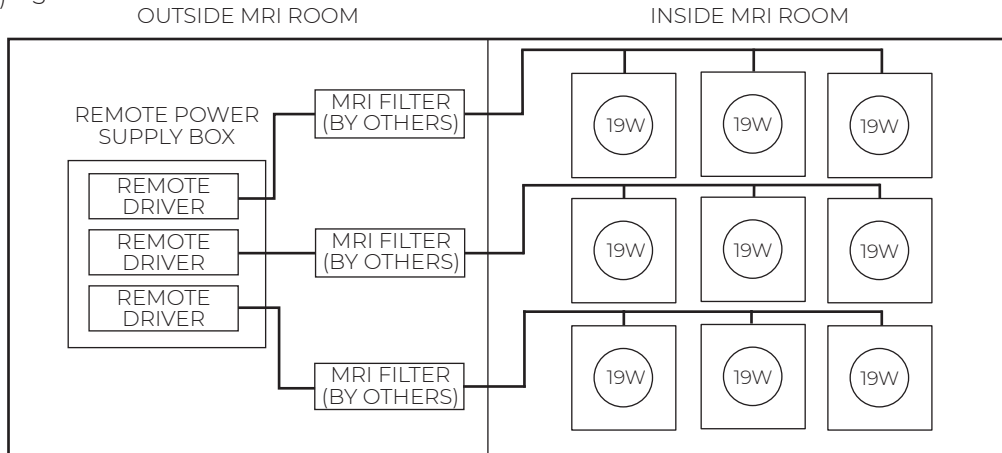 OUTSIDE MRI ROOM
INSIDE MRI ROOM
REMOTE POWER
SUPPLY BOX
REMOTE
DRIVER
REMOTE
DRIVER
REMOTE
DRIVER
MRI FILTER
(BY OTHERS)
MRI FILTER
(BY OTHERS)
MRI FILTER
(BY OTHERS)
19W
19W
19W
19W
19W
19W
19W
19W
19W